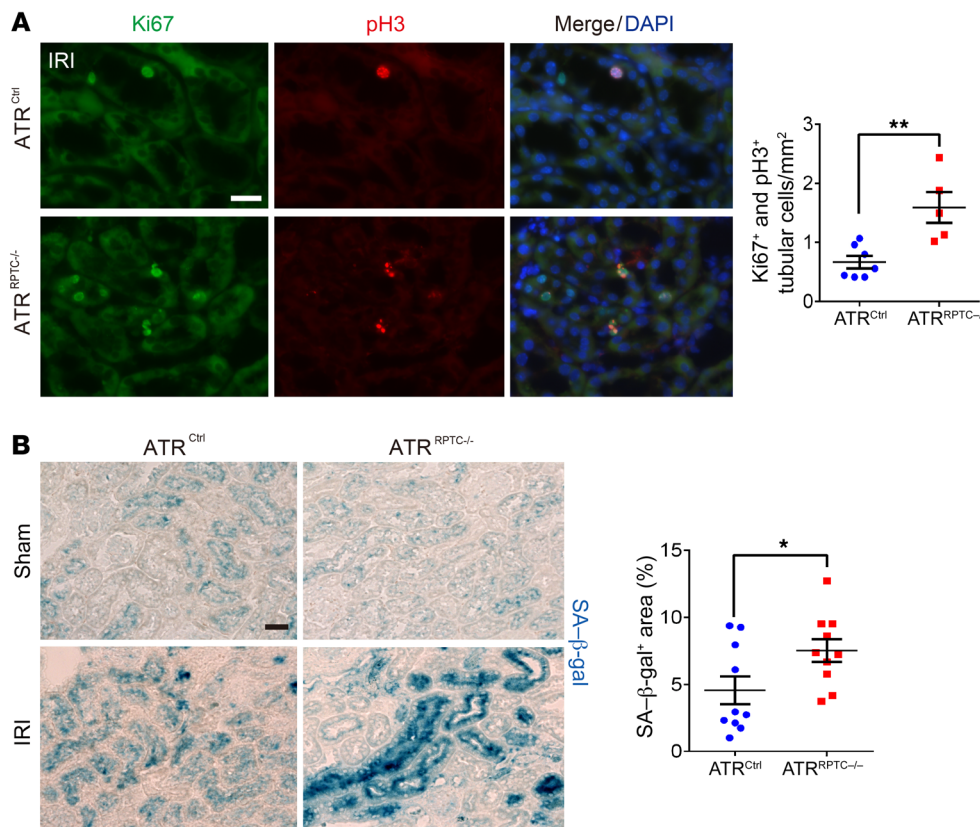 A
Ki67
pH3
Merge/DAPI
IRI
ATR^Ctrl
ATR^RPTC-/-
Ki67⁺ and pH3⁺
tubular cells/mm²
3
2
1
0
**
ATR^Ctrl
ATR^RPTC–/
B
ATR^Ctrl
ATR^RPTC-/-
Sham
IRI
SA–β-gal
SA–β-gal⁺ area (%)
15
10
5
0
*
ATR^Ctrl
ATR^RPTC–/–